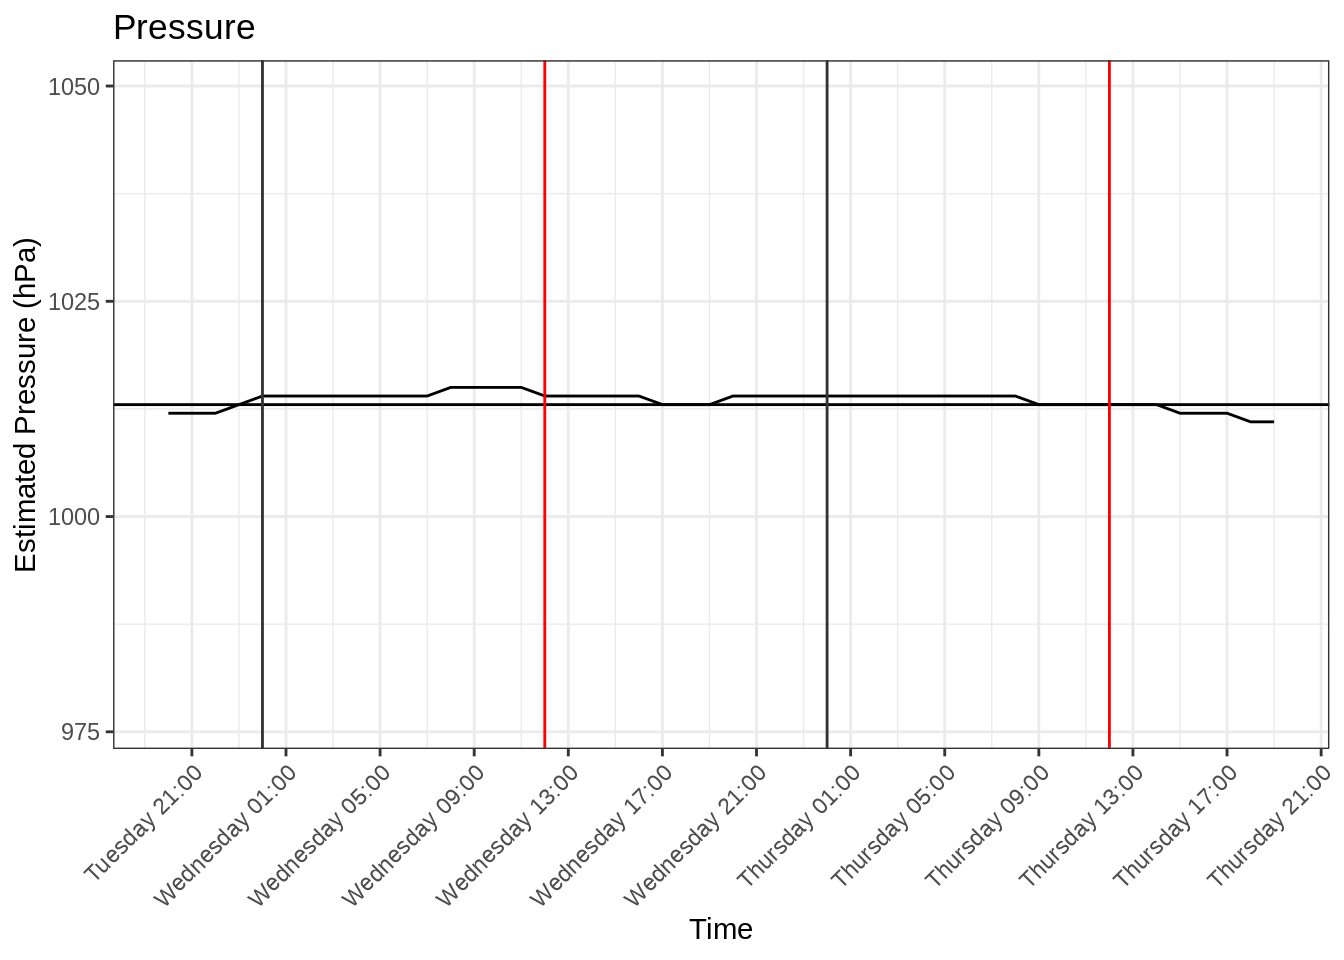 Pressure
Estimated Pressure (hPa)
1050
1025
1000
975
Tuesday 21:00
Wednesday 01:00
Wednesday 05:00
Wednesday 09:00
Wednesday 13:00
Wednesday 17:00
Wednesday 21:00
Thursday 01:00
Thursday 05:00
Thursday 09:00
Thursday 13:00
Thursday 17:00
Thursday 21:00
Time